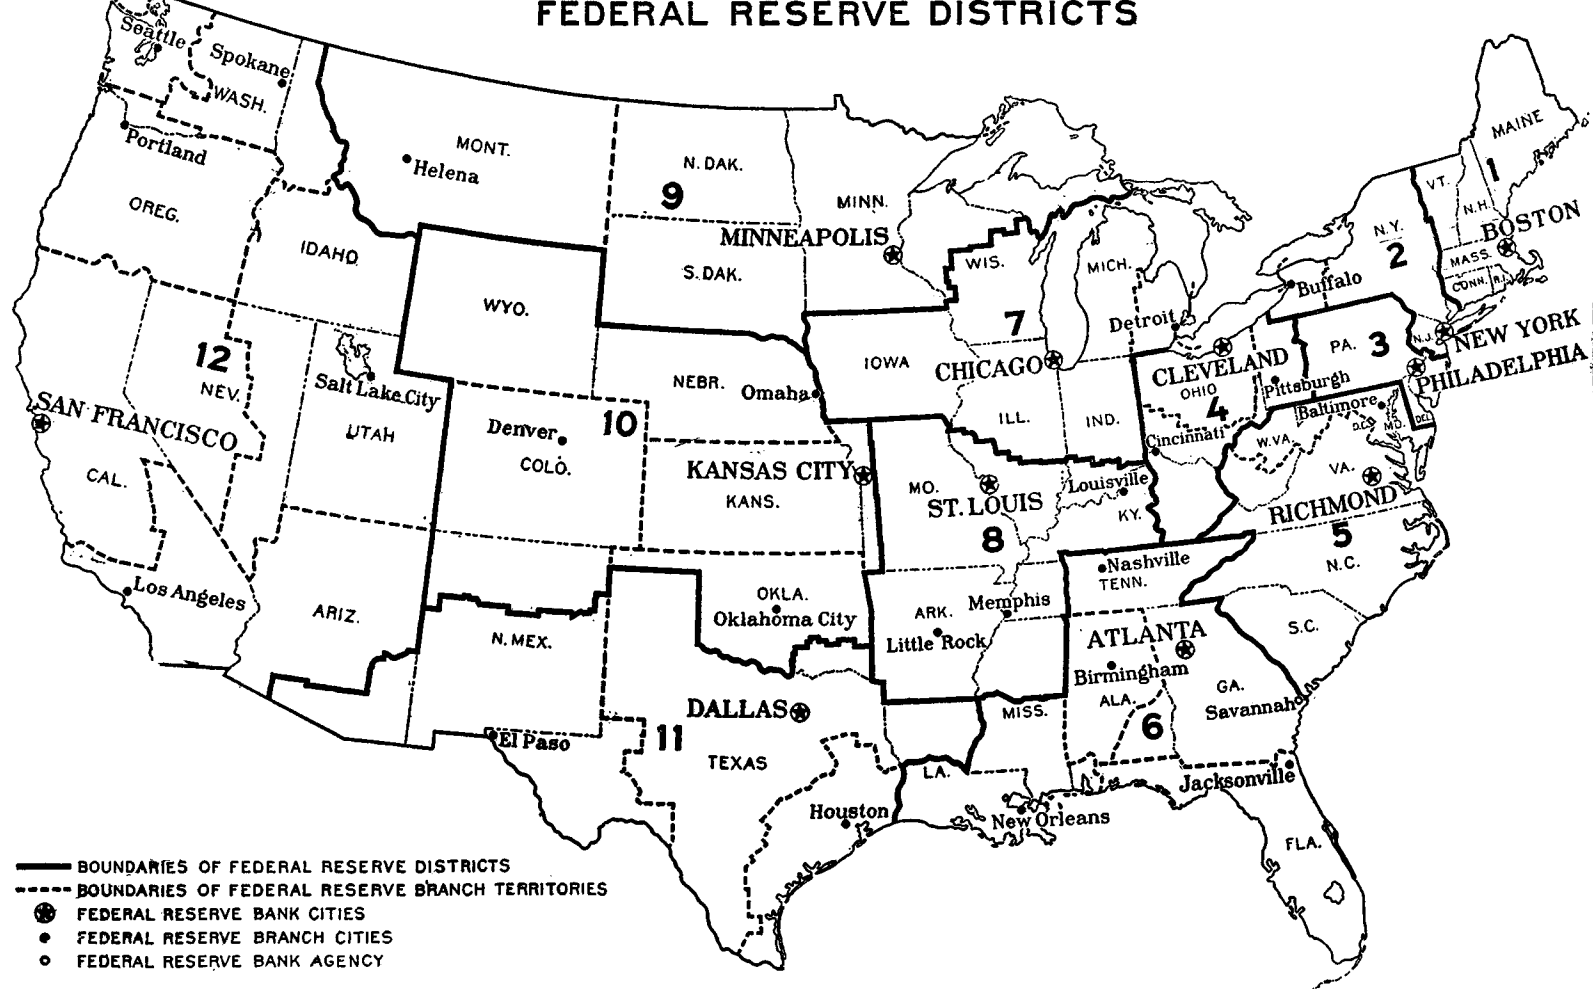 FEDERAL RESERVE DISTRICTS
Seattle
Spokane
WASH.
Portland
OREG.
MONT.
Helena
IDAHO
WYO.
N. DAK.
9
S. DAK.
MINN.
MINNEAPOLIS
WIS.
MICH.
Detroit
7
CHICAGO
IOWA
ILL.
IND.
MAINE
1
VT.
N.H.
BOSTON
MASS.
CONN.
R.I.
N.Y.
2
Buffalo
NEW YORK
N.J.
PA.
3
PHILADELPHIA
CLEVELAND
OHIO
4
Pittsburgh
Cincinnati
Baltimore
D.C.
MD.
DEL
W.VA.
VA.
RICHMOND
5
N.C.
S.C.
12
NEV.
SAN FRANCISCO
CAL.
Los Angeles
Salt Lake City
UTAH
ARIZ.
Denver
COLO.
10
NEBR.
Omaha
KANSAS CITY
KANS.
MO.
ST. LOUIS
8
Louisville
KY.
Nashville
TENN.
Memphis
ARK.
Little Rock
OKLA.
Oklahoma City
N. MEX.
El Paso
DALLAS
11
TEXAS
Houston
LA.
New Orleans
MISS.
ATLANTA
Birmingham
ALA.
6
GA.
Savannah
Jacksonville
FLA.
BOUNDARIES OF FEDERAL RESERVE DISTRICTS
BOUNDARIES OF FEDERAL RESERVE BRANCH TERRITORIES
FEDERAL RESERVE BANK CITIES
FEDERAL RESERVE BRANCH CITIES
FEDERAL RESERVE BANK AGENCY